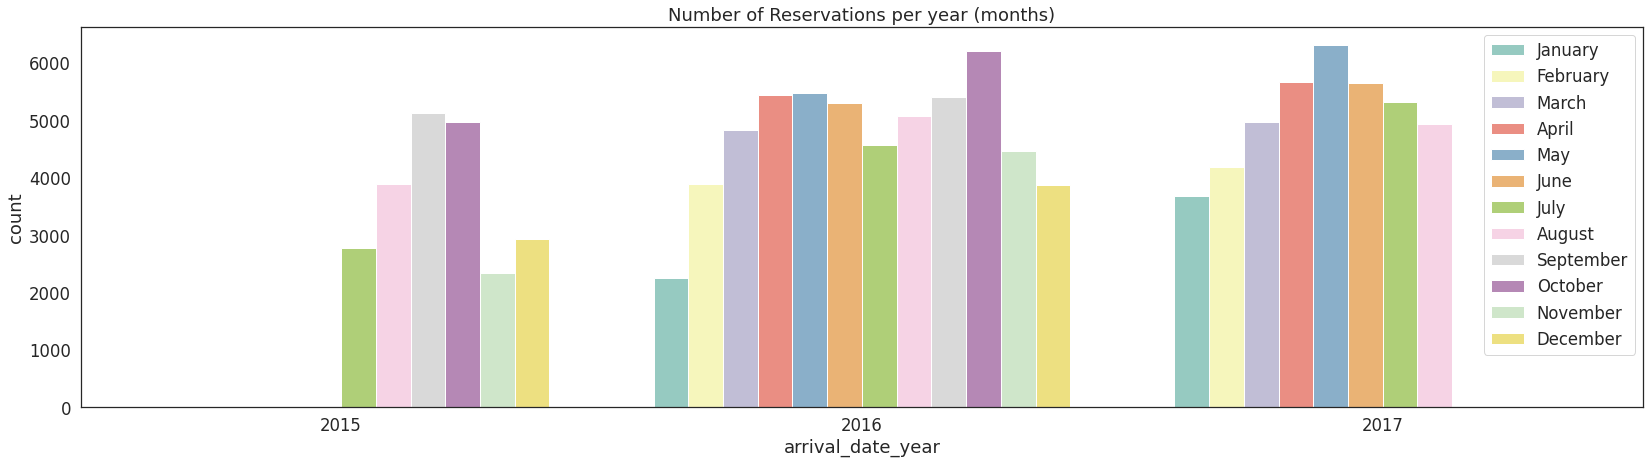 Number of Reservations per year (months)
count
6000
5000
4000
3000
2000
1000
0
2015
2016
2017
arrival_date_year
January
February
March
April
May
June
July
August
September
October
November
December